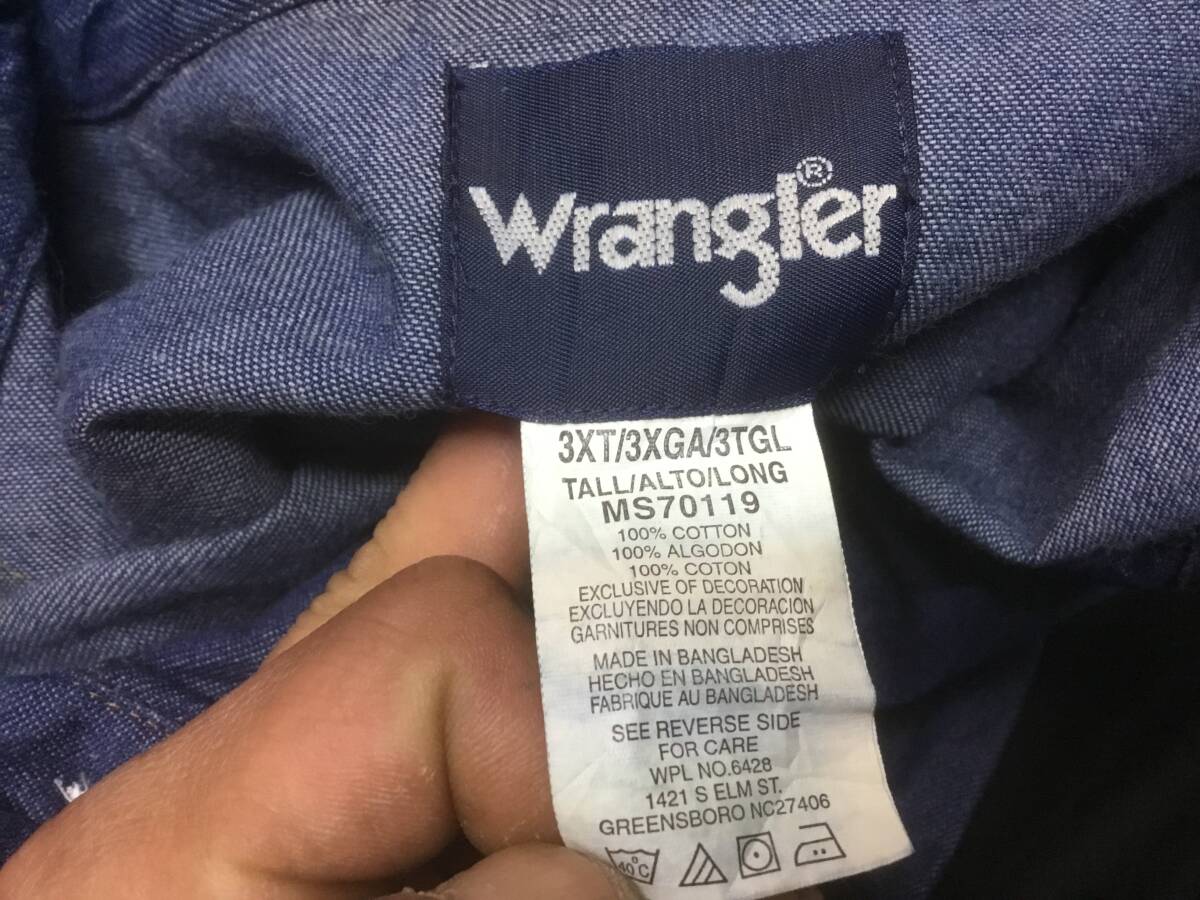 Wrangler®
3XT/3XGA/3TGL
TALL/ALTO/LONG
MS70119
100% COTTON
100% ALGODON
100% COTON
EXCLUSIVE OF DECORATION
EXCLUYENDO LA DECORACION
GARNITURES NON COMPRISES
MADE IN BANGLADESH
HECHO EN BANGLADESH
FABRIQUE AU BANGLADESH
SEE REVERSE SIDE
FOR CARE
WPL NO.6428
1421 S ELM ST.
GREENSBORO NC27406
40°C